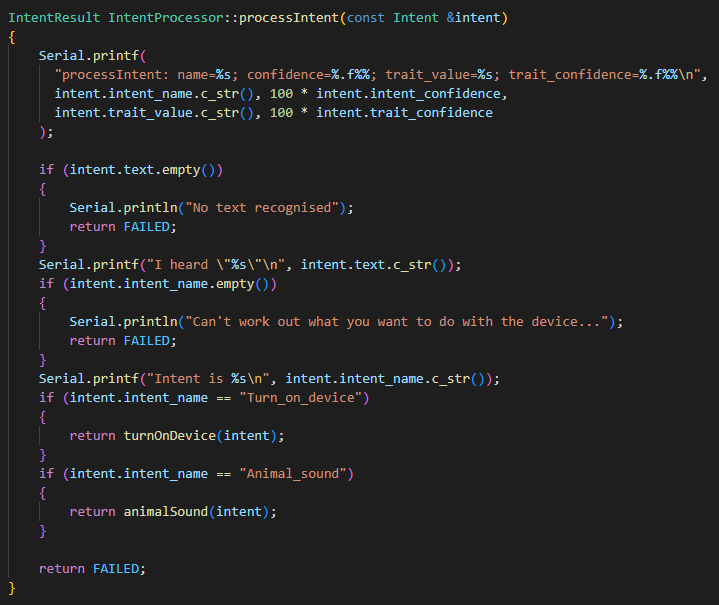 IntentResult IntentProcessor::processIntent(const Intent &intent)
{
    Serial.printf(
      "processIntent: name=%s; confidence=%.f%%; trait_value=%s; trait_confidence=%.f%%\n",
      intent.intent_name.c_str(), 100 * intent.intent_confidence,
      intent.trait_value.c_str(), 100 * intent.trait_confidence
    );

    if (intent.text.empty())
    {
        Serial.println("No text recognised");
        return FAILED;
    }
    Serial.printf("I heard \"%s\"\n", intent.text.c_str());
    if (intent.intent_name.empty())
    {
        Serial.println("Can't work out what you want to do with the device...");
        return FAILED;
    }
    Serial.printf("Intent is %s\n", intent.intent_name.c_str());
    if (intent.intent_name == "Turn_on_device")
    {
        return turnOnDevice(intent);
    }
    if (intent.intent_name == "Animal_sound")
    {
        return animalSound(intent);
    }

    return FAILED;
}